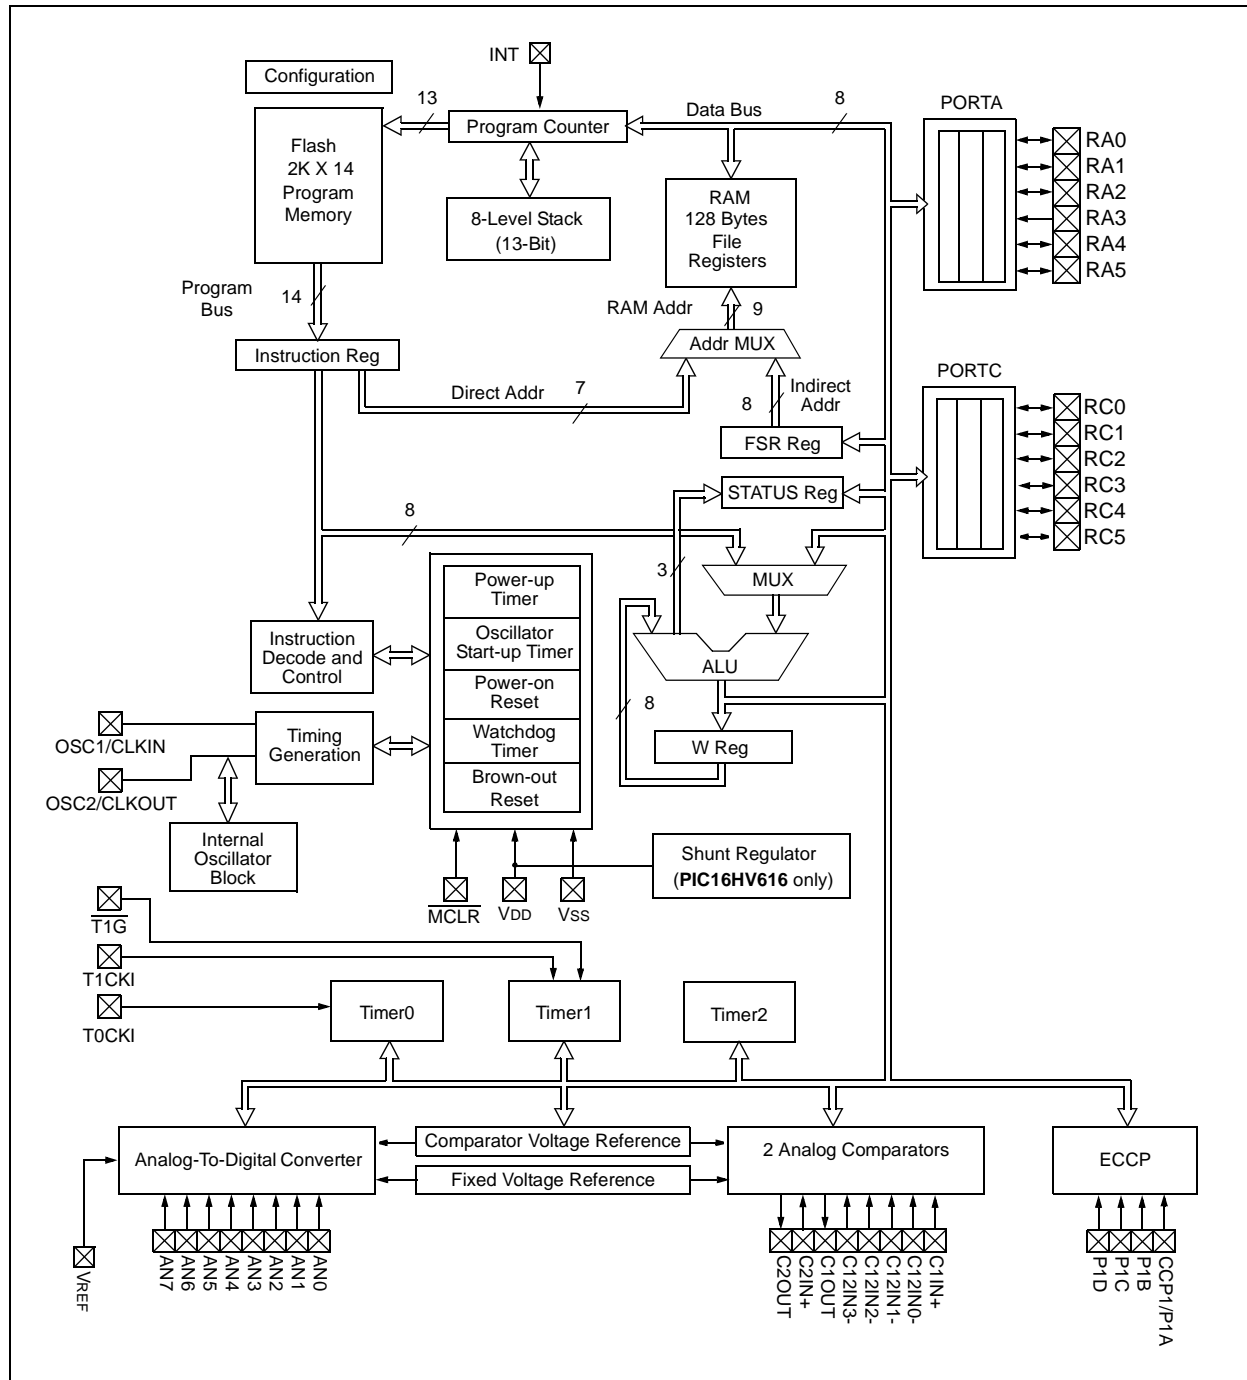 INT
Configuration
13
Program Counter
Data Bus
8
PORTA
Flash
2K X 14
Program
Memory
8-Level Stack
(13-Bit)
RAM
128 Bytes
File
Registers
RA0
RA1
RA2
RA3
RA4
RA5
Program
Bus
14
RAM Addr
9
Addr MUX
Instruction Reg
Direct Addr
7
8
Indirect
Addr
FSR Reg
STATUS Reg
PORTC
RC0
RC1
RC2
RC3
RC4
RC5
8
3
MUX
ALU
8
W Reg
Power-up
Timer
Oscillator
Start-up Timer
Power-on
Reset
Watchdog
Timer
Brown-out
Reset
Instruction
Decode and
Control
OSC1/CLKIN
Timing
Generation
OSC2/CLKOUT
Internal
Oscillator
Block
Shunt Regulator
(PIC16HV616 only)
MCLR
VDD
VSS
T1G
T1CKI
T0CKI
Timer0
Timer1
Timer2
Analog-To-Digital Converter
Comparator Voltage Reference
Fixed Voltage Reference
2 Analog Comparators
ECCP
VREF
AN7
AN6
AN5
AN4
AN3
AN2
AN1
AN0
C2OUT
C2IN+
C1OUT
C12IN3-
C12IN2-
C12IN1-
C12IN0-
C1IN+
P1D
P1C
P1B
CCP1/P1A